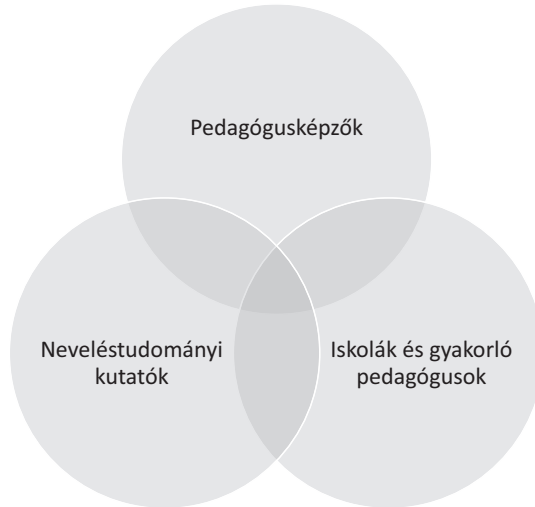 Pedagógusképzők
Neveléstudományi
kutatók
Iskolák és gyakorló
pedagógusok